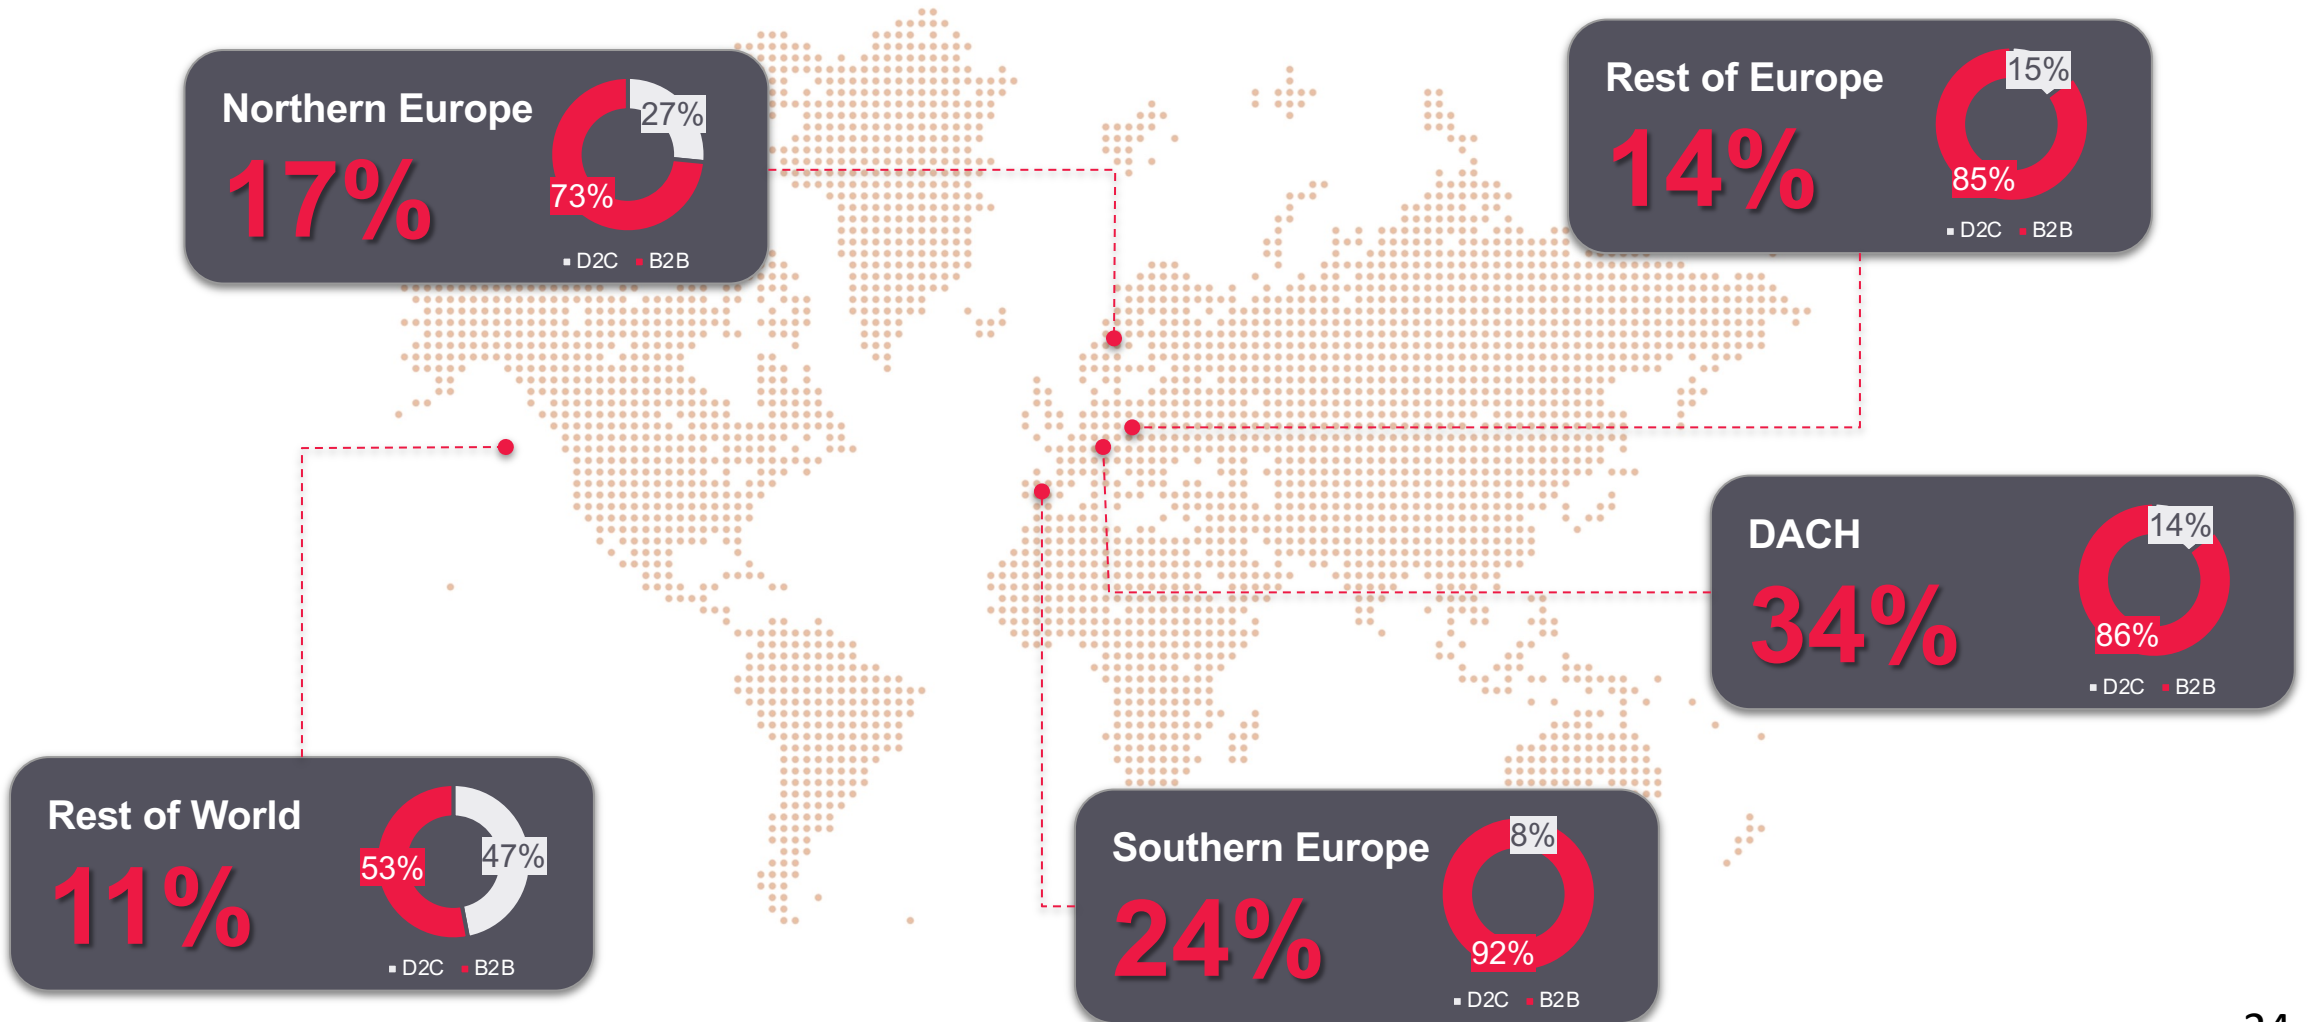 Northern Europe
17%
27%
73%
D2C B2B
Rest of Europe
14%
15%
85%
D2C B2B
DACH
34%
14%
86%
D2C B2B
Rest of World
11%
53%
47%
D2C B2B
Southern Europe
24%
8%
92%
D2C B2B